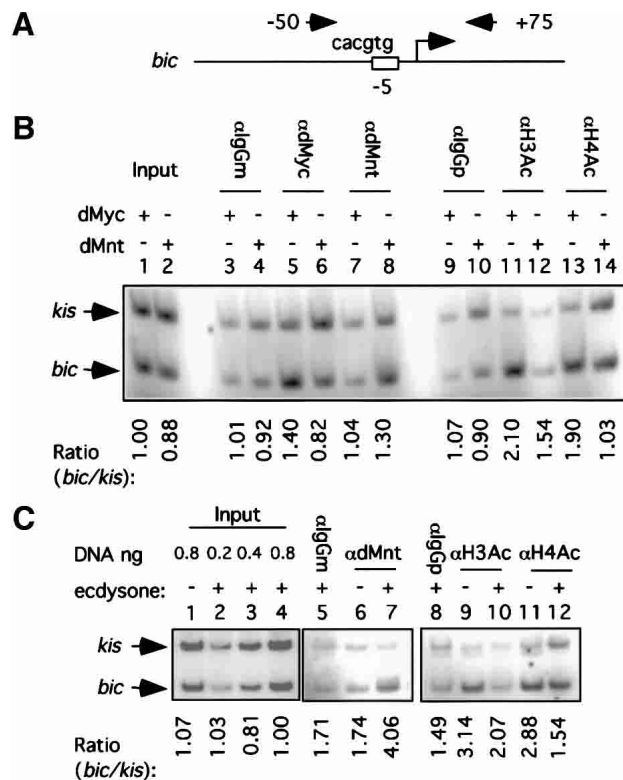 A
-50
+75
cacgtg
bic
-5
B
Input
αIgGm
αdMyc
αdMnt
αIgGp
αH3Ac
αH4Ac
dMyc + - + - + - + - + - + - + -
dMnt - + - + - + - + - + - + - +
1 2 3 4 5 6 7 8 9 10 11 12 13 14
kis
bic
1.00 0.88 1.01 0.92 1.40 0.82 1.04 1.30 1.07 0.90 2.10 1.54 1.90 1.03
Ratio
(bic/kis):
C
Input
αIgGm
αdMnt
αIgGp
αH3Ac
αH4Ac
DNA ng 0.8 0.2 0.4 0.8
ecdysone: - + + + + - + + - + - +
1 2 3 4 5 6 7 8 9 10 11 12
kis
bic
1.07 1.03 0.81 1.00 1.71 1.74 4.06 1.49 3.14 2.07 2.88 1.54
Ratio
(bic/kis):